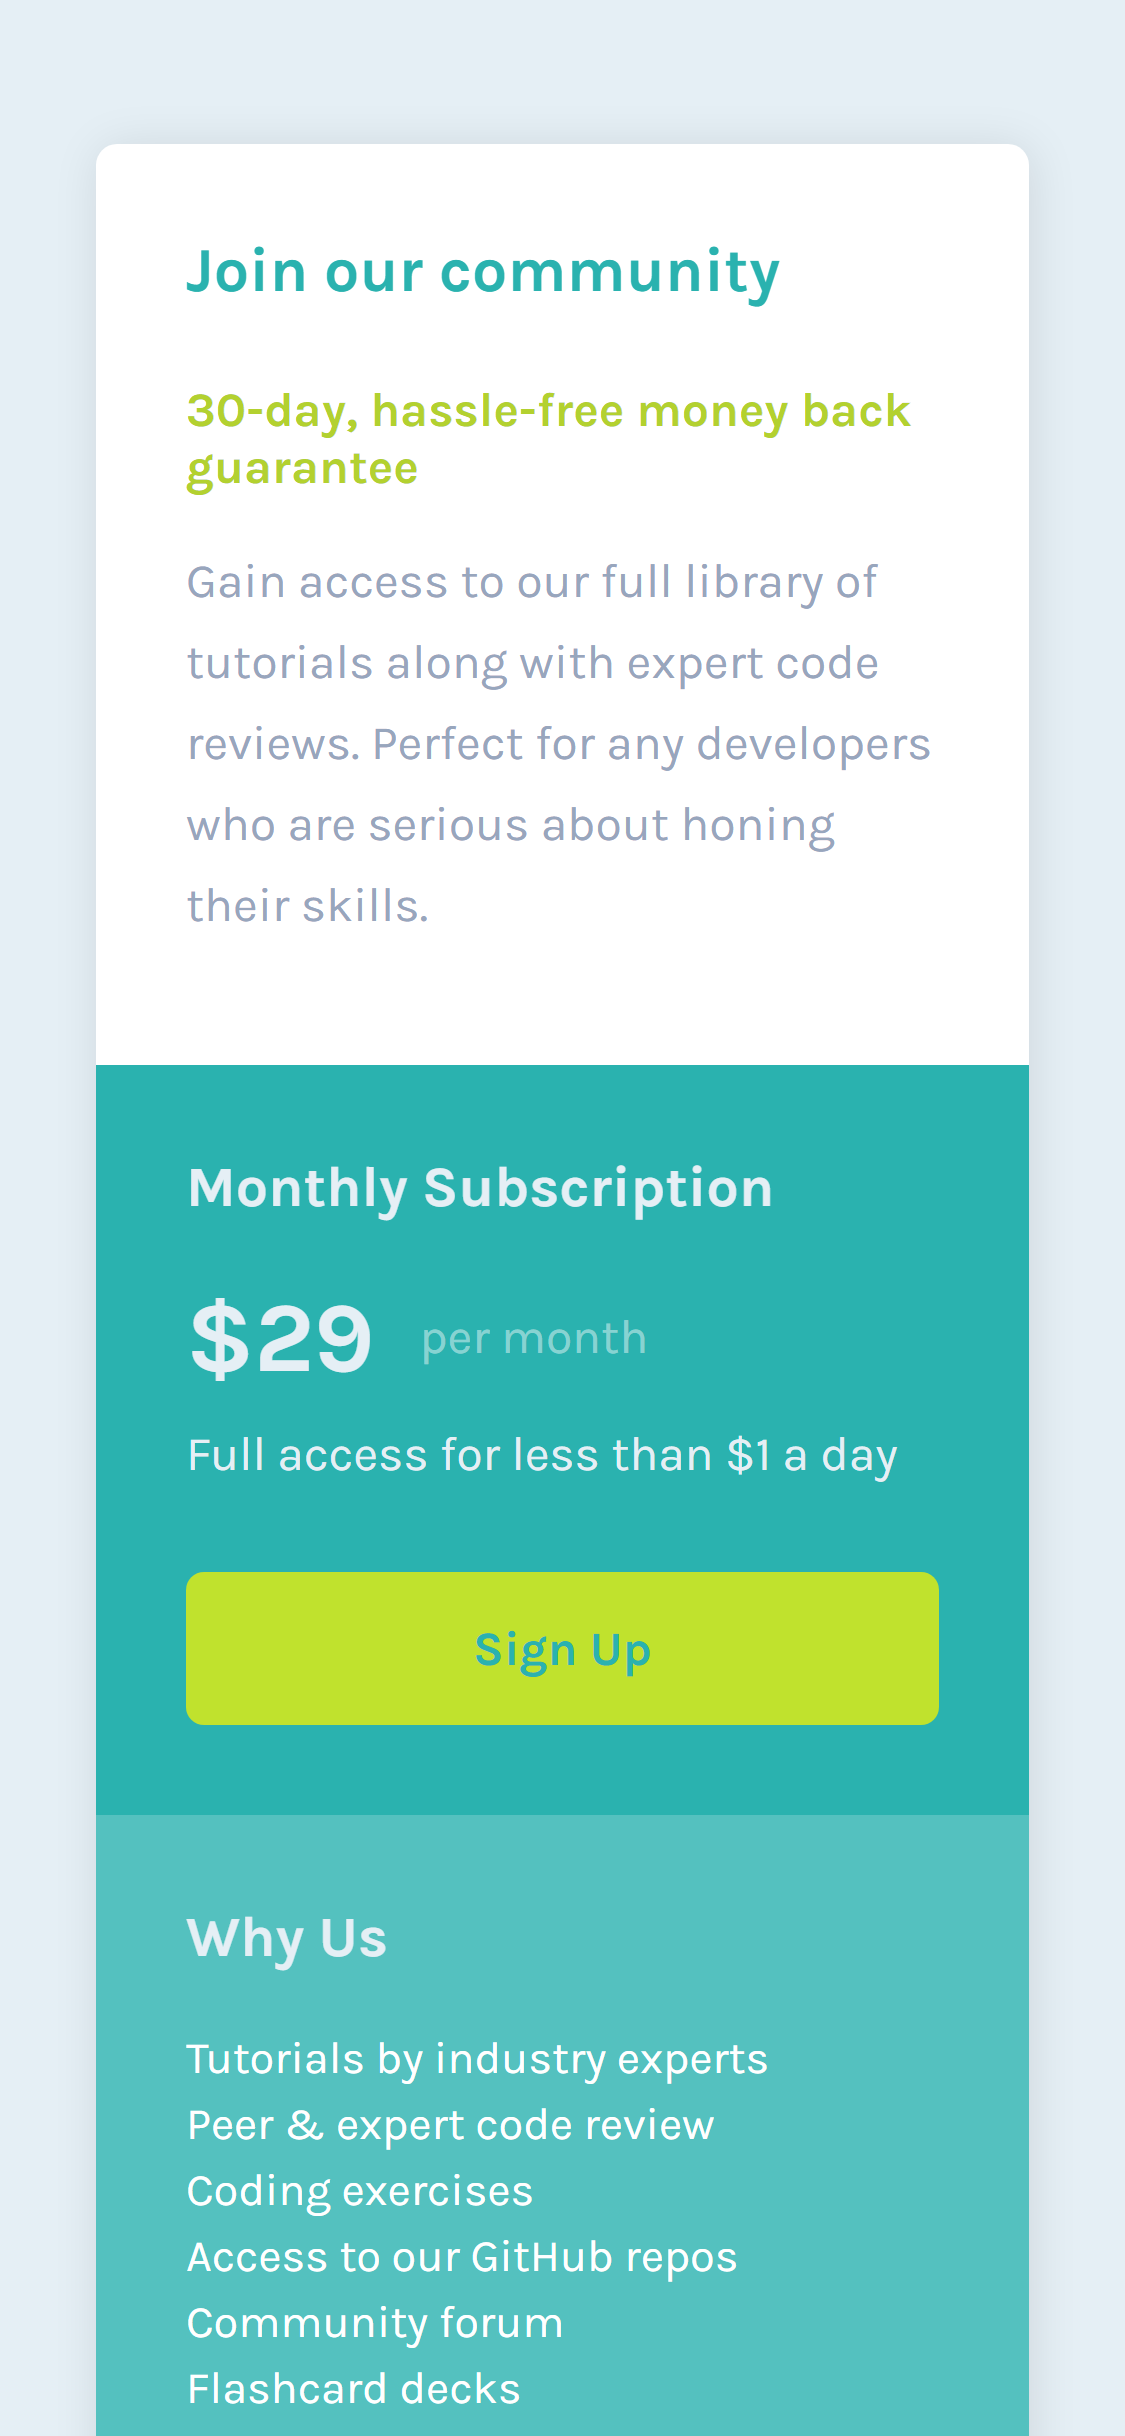 Join our community
30-day, hassle-free money back
guarantee
Gain access to our full library of
tutorials along with expert code
reviews. Perfect for any developers
who are serious about honing
their skills.
Monthly Subscription
$29 per month
Full access for less than $1 a day
Sign Up
Why Us
Tutorials by industry experts
Peer & expert code review
Coding exercises
Access to our GitHub repos
Community forum
Flashcard decks